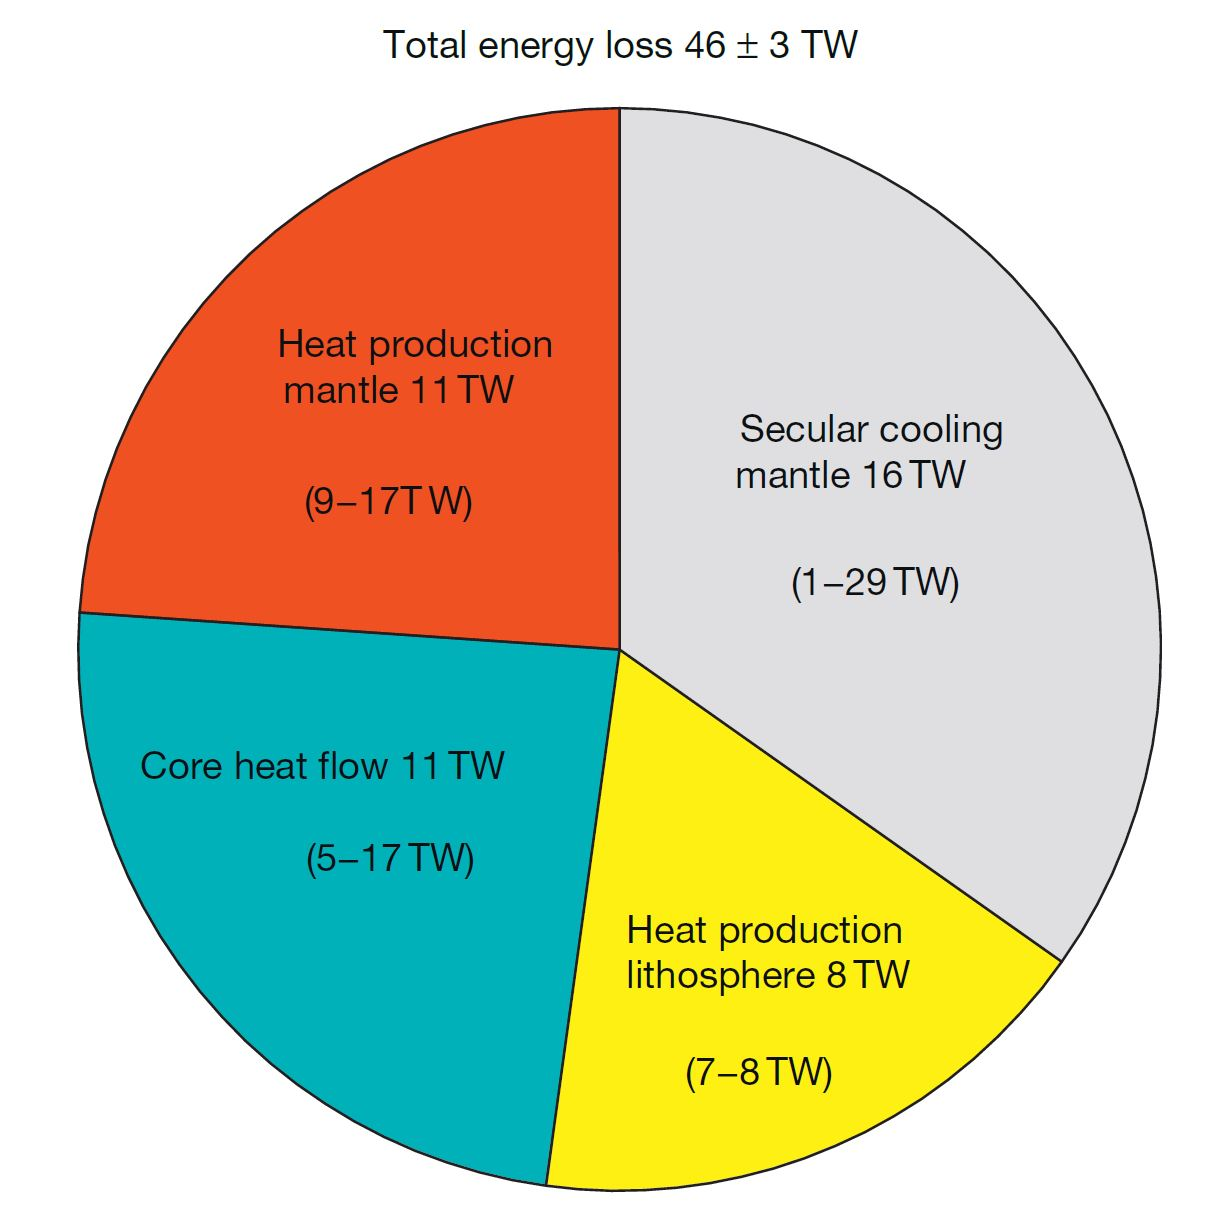 Total energy loss 46 ± 3 TW
Heat production
mantle 11 TW
(9–17T W)
Secular cooling
mantle 16 TW
(1–29 TW)
Core heat flow 11 TW
(5–17 TW)
Heat production
lithosphere 8 TW
(7–8 TW)